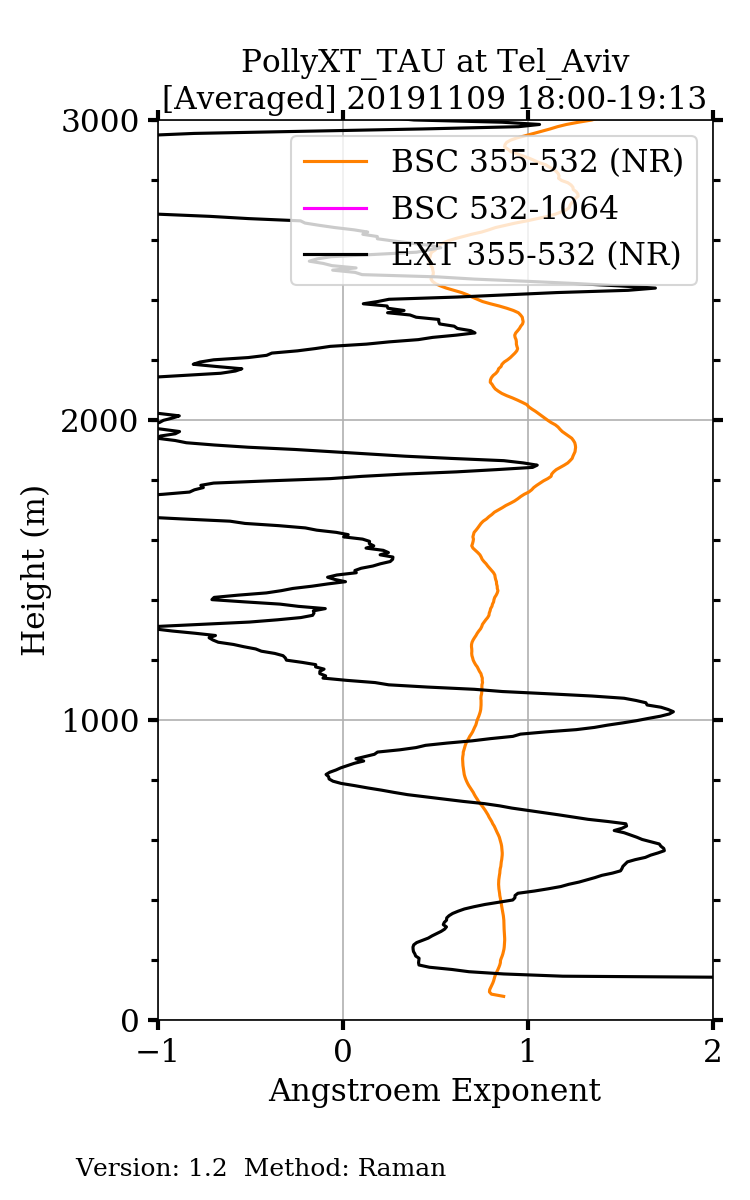 PollyXT_TAU at Tel_Aviv
[Averaged] 20191109 18:00-19:13
3000
BSC 355-532 (NR)
BSC 532-1064
EXT 355-532 (NR)
2000
Height (m)
1000
0
−1 0 1 2
Angstroem Exponent
Version: 1.2  Method: Raman